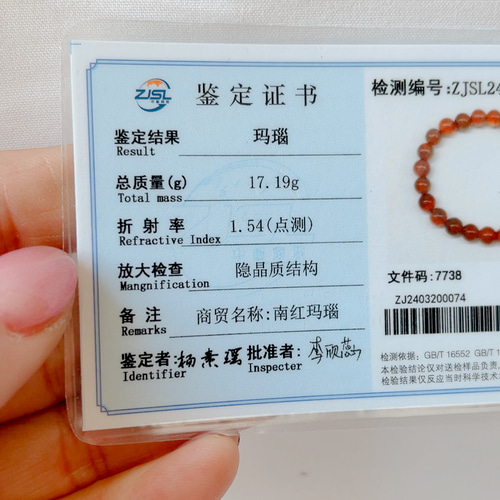 ZJSL
鉴定证书
鉴定结果 玛瑙
Result
总质量(g) 17.19g
Total mass
折射率 1.54(点测)
Refractive Index
放大检查 隐晶质结构
Mangnification
备注 商贸名称:南红玛瑙
Remarks
鉴定者: 批准者:
Identifier Inspecter
检测编号:ZJSL24
文件码:7738
ZJ2403200074
检测依据: GB/T 16552 GB/T 1
本检验结论仅对送检样品负责。
检验结果仅反应当时科学技术